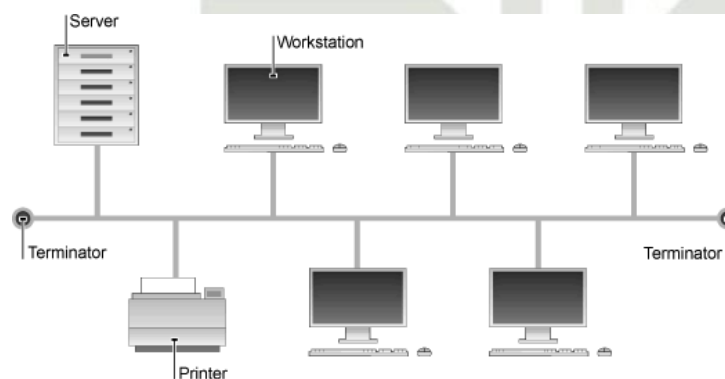 Server
Workstation
Terminator
Terminator
Printer